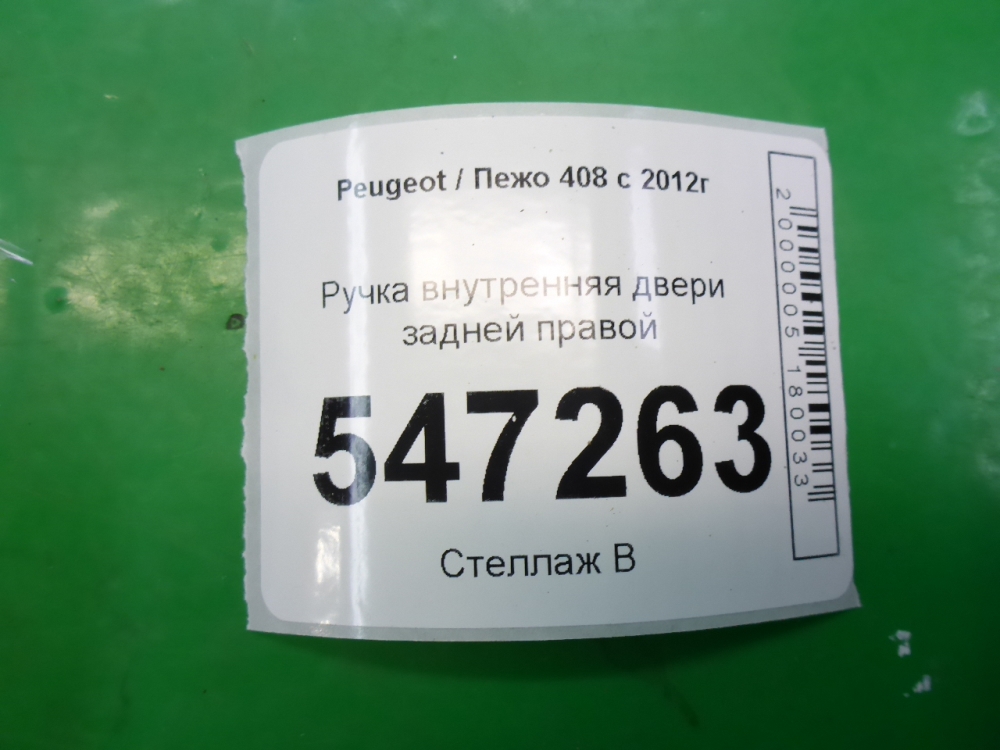 Peugeot / Пежо 408 с 2012г
Ручка внутренняя двери
задней правой
547263
Стеллаж В
2000005180033